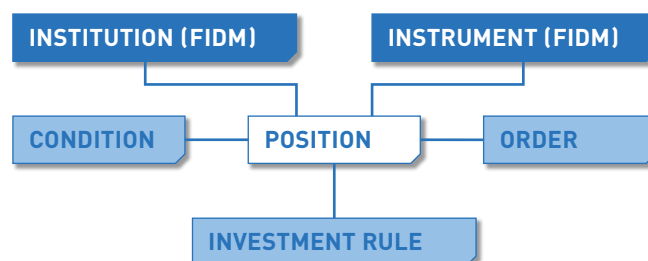 INSTITUTION (FIDM)
INSTRUMENT (FIDM)
CONDITION
POSITION
ORDER
INVESTMENT RULE